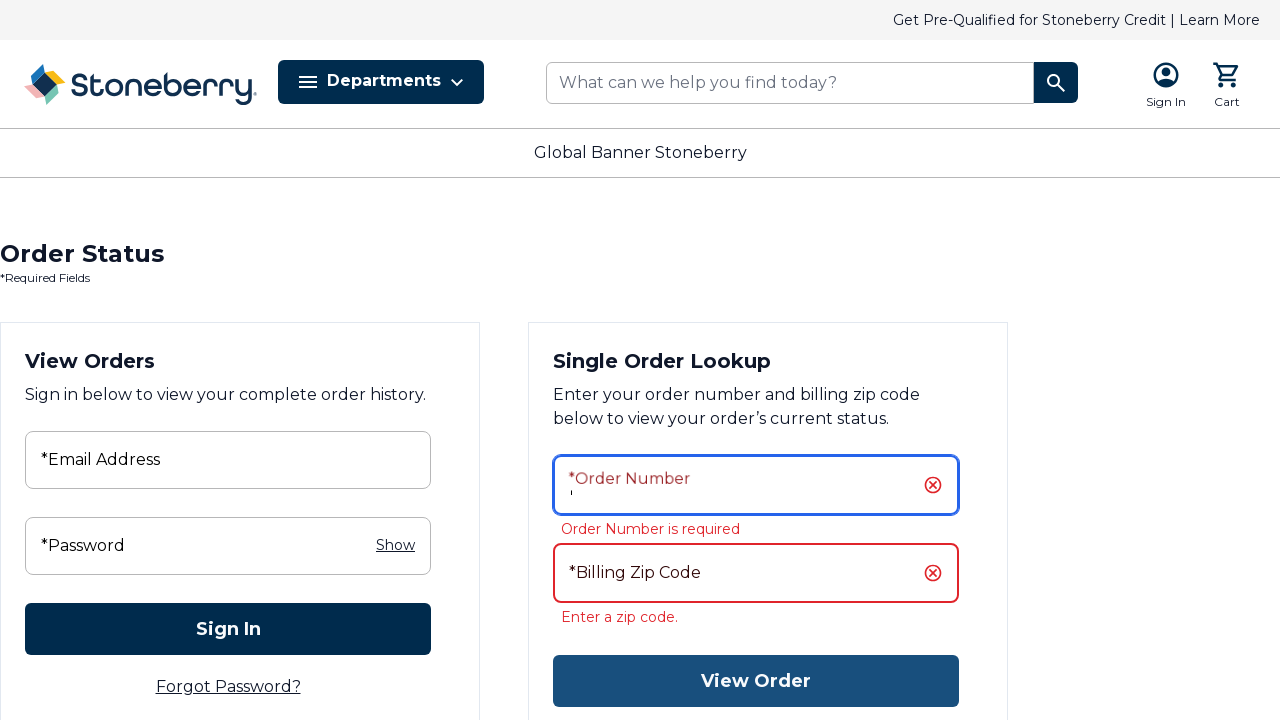 Get Pre-Qualified for Stoneberry Credit | Learn More
Stoneberry
Departments
What can we help you find today?
Sign In
Cart
Global Banner Stoneberry
Order Status
*Required Fields
View Orders
Sign in below to view your complete order history.
*Email Address
*Password
Show
Sign In
Forgot Password?
Single Order Lookup
Enter your order number and billing zip code
below to view your order’s current status.
*Order Number
Order Number is required
*Billing Zip Code
Enter a zip code.
View Order